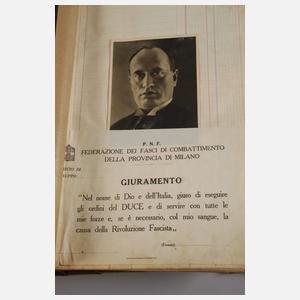 P. N. F.
FEDERAZIONE DEI FASCI DI COMBATTIMENTO
DELLA PROVINCIA DI MILANO
GIURAMENTO
"Nel nome di Dio e dell'Italia, giuro di eseguire
gli ordini del DUCE e di servire con tutte le
mie forze e, se è necessario, col mio sangue, la
causa della Rivoluzione Fascista„
(Firma)